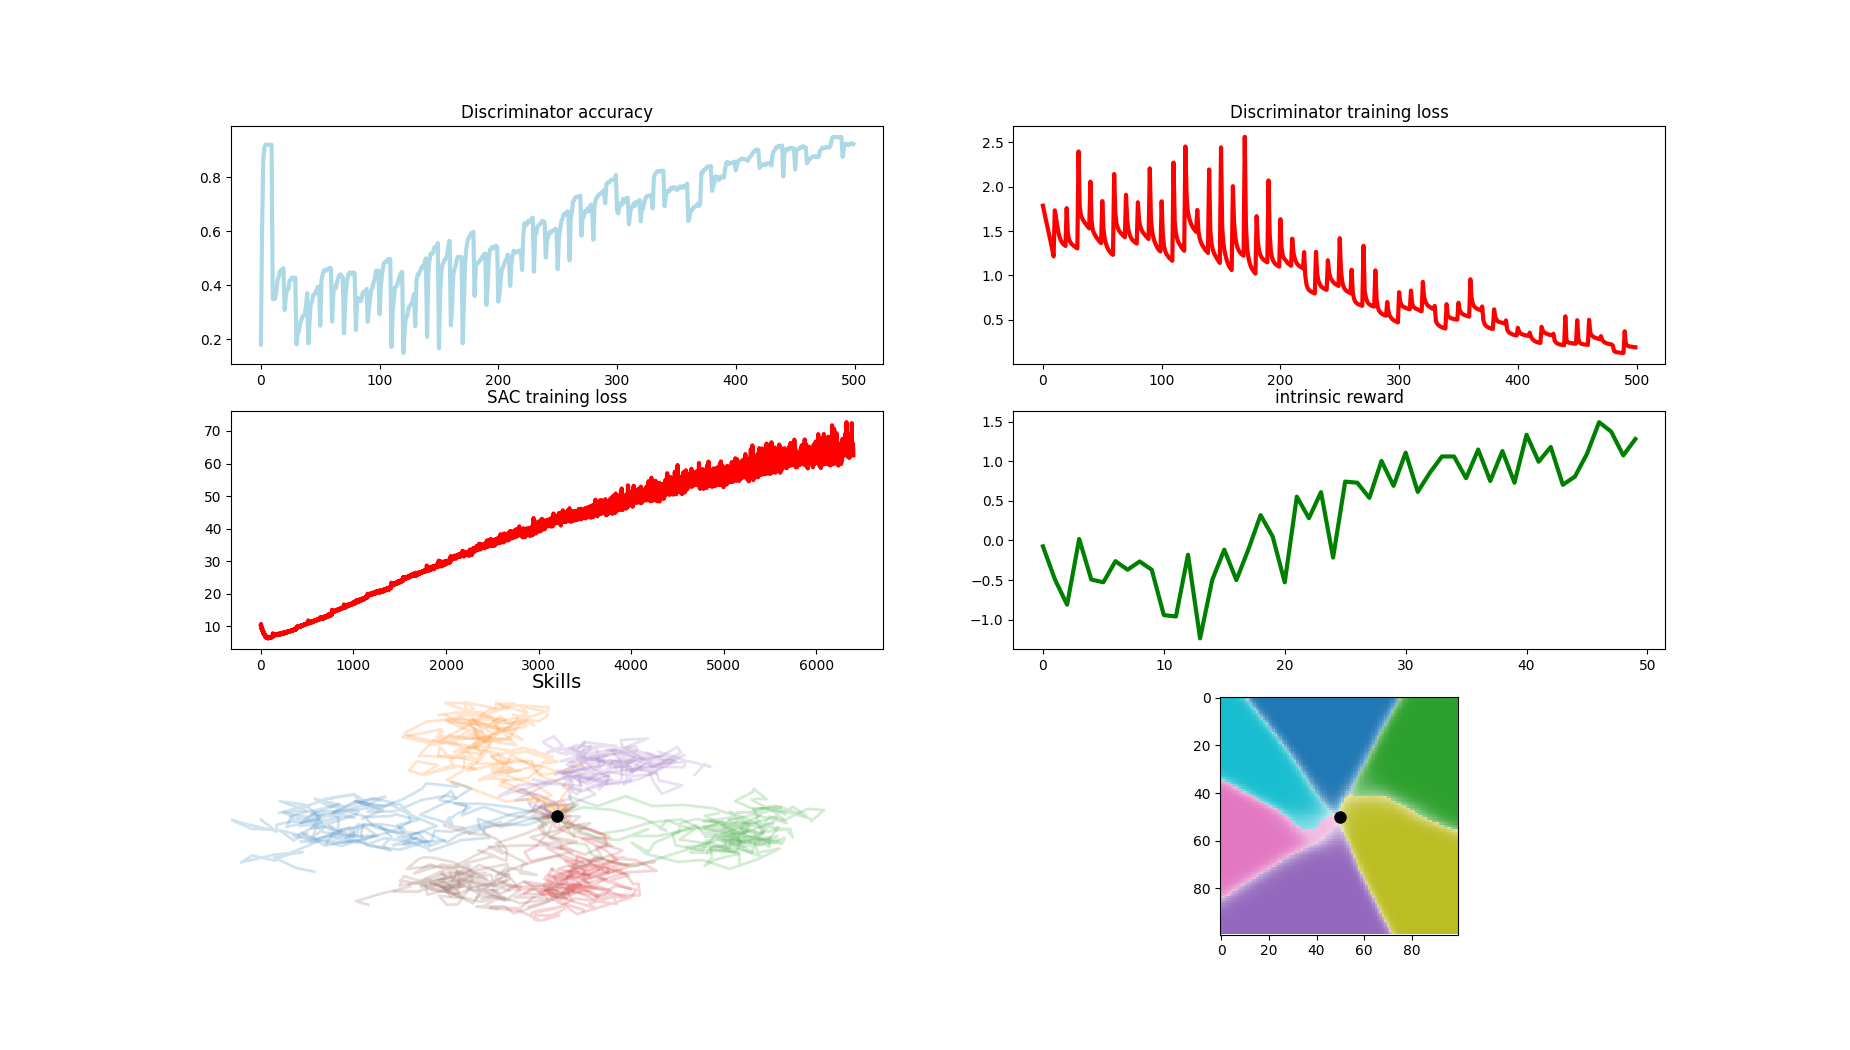 Discriminator accuracy
0.8
0.6
0.4
0.2
0 100 200 300 400 500
Discriminator training loss
2.5
2.0
1.5
1.0
0.5
0 100 200 300 400 500
SAC training loss
70
60
50
40
30
20
10
0 1000 2000 3000 4000 5000 6000
intrinsic reward
1.5
1.0
0.5
0.0
−0.5
−1.0
0 10 20 30 40 50
Skills
0
20
40
60
80
0 20 40 60 80